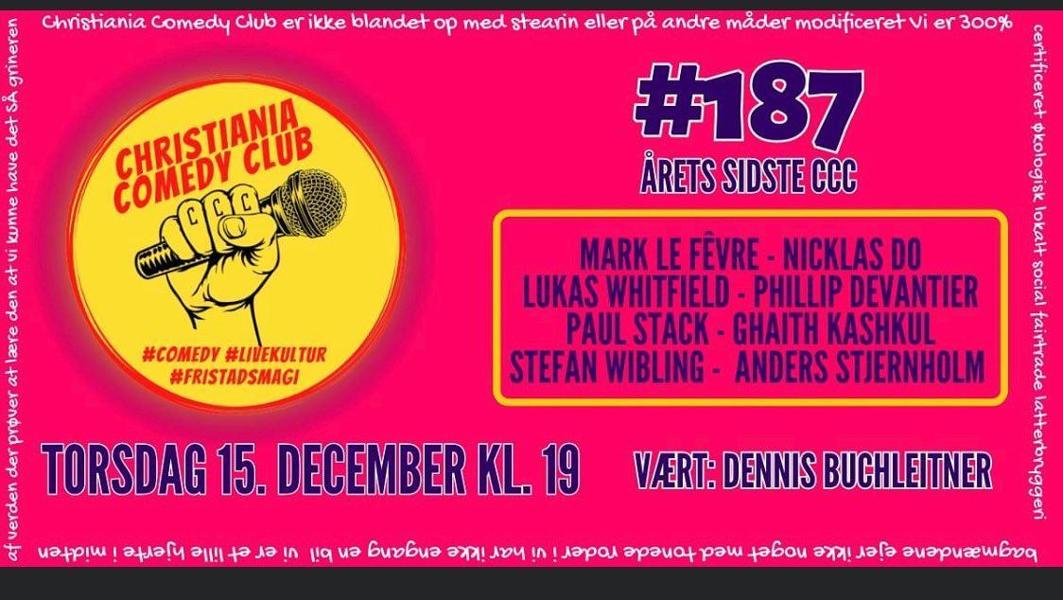 Christiania Comedy Club er ikke blandet op med stearin eller på andre måder modificeret Vi er 300%
certificeret økologisk lokalt social fairtrade latterbryggeri
bagmændene ejer ikke noget med tonede roder i vi har ikke engang en bil vi er et lille hjerte i midten
af verden der prøver at lære den at vi kunne have det SÅ grineren
CHRISTIANIA
COMEDY CLUB
#COMEDY #LIVEKULTUR
#FRISTADSMAGI
#187
ÅRETS SIDSTE CCC
MARK LE FÊVRE - NICKLAS DO
LUKAS WHITFIELD - PHILLIP DEVANTIER
PAUL STACK - GHAITH KASHKUL
STEFAN WIBLING - ANDERS STJERNHOLM
TORSDAG 15. DECEMBER KL. 19
VÆRT: DENNIS BUCHLEITNER